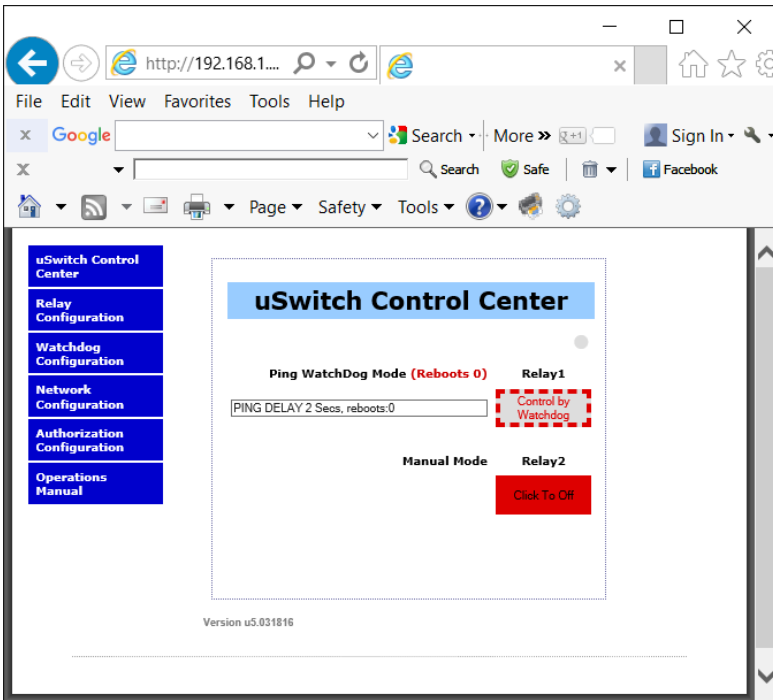 http://192.168.1....
File Edit View Favorites Tools Help
x Google Search More »
Sign In
x Search Safe Facebook
Page Safety Tools
uSwitch Control
Center
Relay
Configuration
Watchdog
Configuration
Network
Configuration
Authorization
Configuration
Operations
Manual
uSwitch Control Center
Ping WatchDog Mode (Reboots 0) Relay1
PING DELAY 2 Secs, reboots:0
Control by
Watchdog
Manual Mode Relay2
Click To Off
Version u5.031816